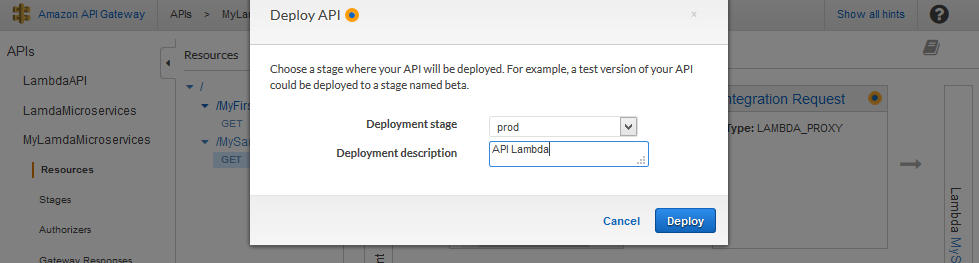 Amazon API Gateway
APIs > MyLa
Show all hints
Deploy API
APIs
Resources
LambdaAPI
LamdaMicroservices
MyLamdaMicroservices
Resources
Stages
Authorizers
Gateway Responses
/
/MyFirs
GET
/MySa
GET
Choose a stage where your API will be deployed. For example, a test version of your API
could be deployed to a stage named beta.
Deployment stage
prod
Deployment description
API Lambda
Cancel
Deploy
ntegration Request
Type: LAMBDA_PROXY
Lambda MyS
nt